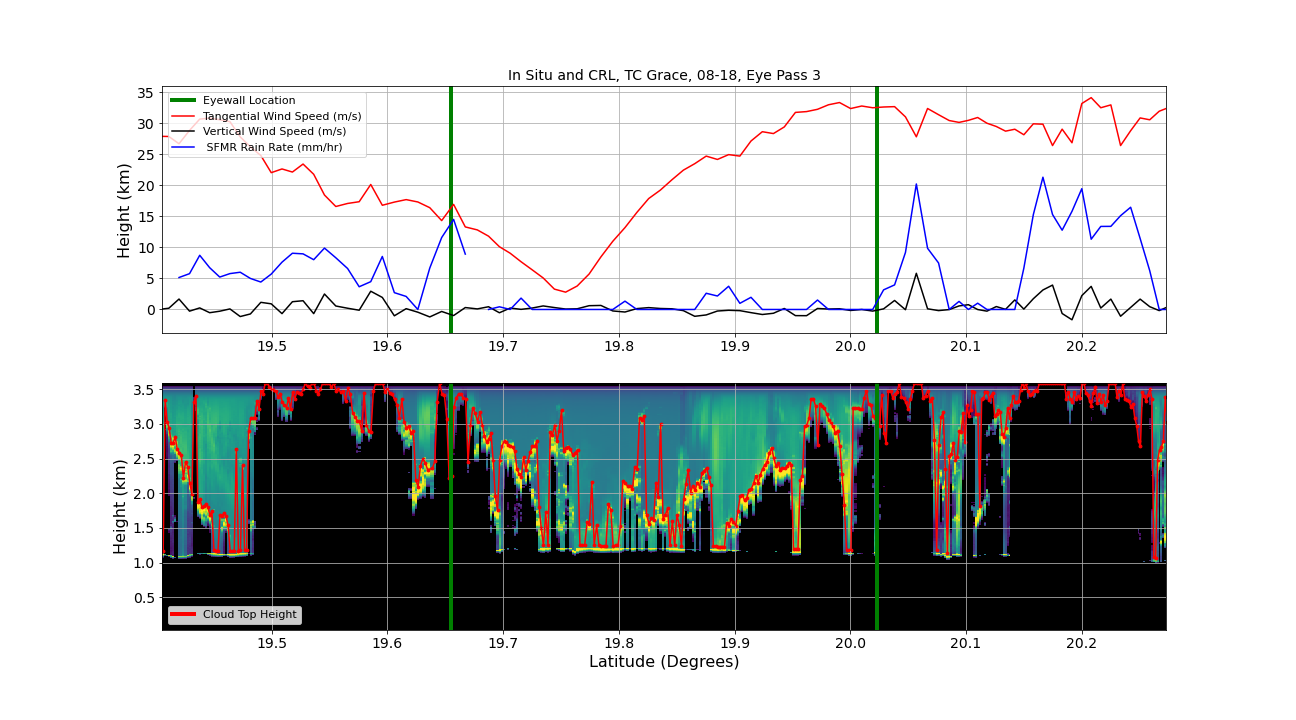 In Situ and CRL, TC Grace, 08-18, Eye Pass 3
Height (km)
35
30
25
20
15
10
5
0
Eyewall Location
Tangential Wind Speed (m/s)
Vertical Wind Speed (m/s)
SFMR Rain Rate (mm/hr)
19.5 19.6 19.7 19.8 19.9 20.0 20.1 20.2
Height (km)
3.5
3.0
2.5
2.0
1.5
1.0
0.5
Cloud Top Height
19.5 19.6 19.7 19.8 19.9 20.0 20.1 20.2
Latitude (Degrees)